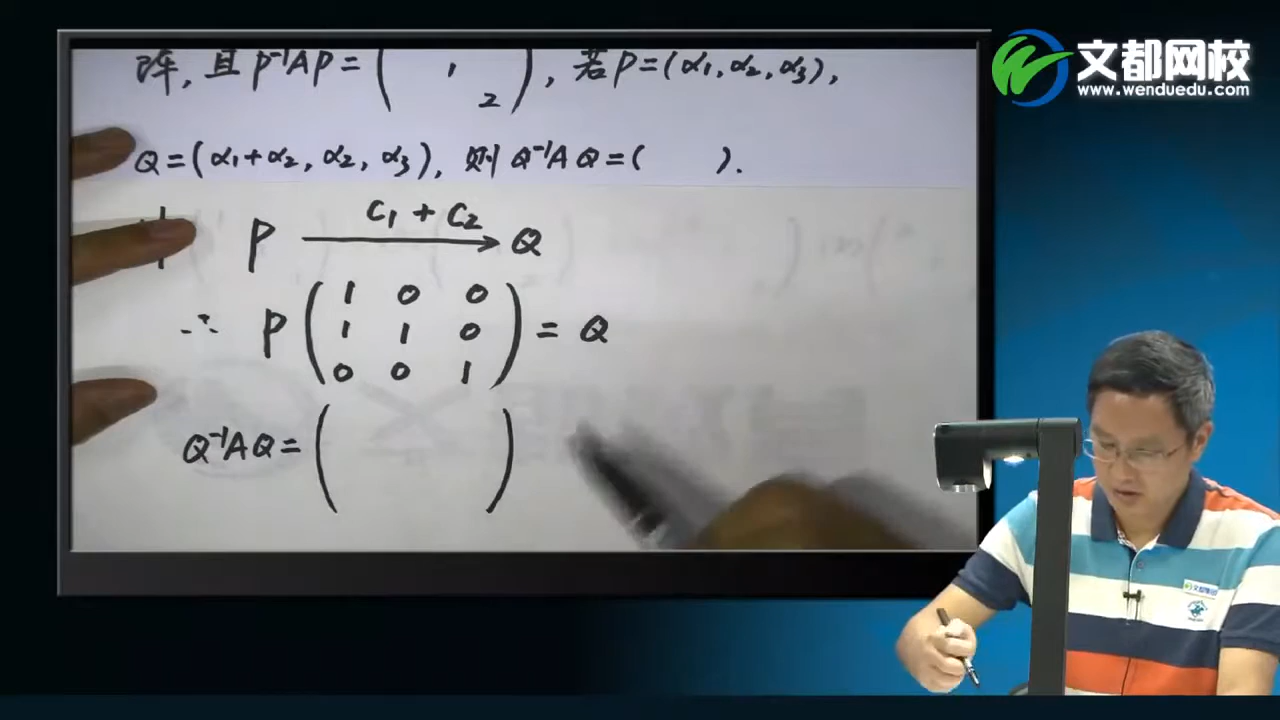 阵, 且 P⁻¹AP = ( 1 2 ), 若 P = (α₁, α₂, α₃),
Q = (α₁+α₂, α₂, α₃), 则 Q⁻¹AQ = ( ).
P C₁ + C₂ → Q
∴ P ( 1 0 0
1 1 0
0 0 1 ) = Q
Q⁻¹AQ = ( )
文都网校
www.wenduedu.com